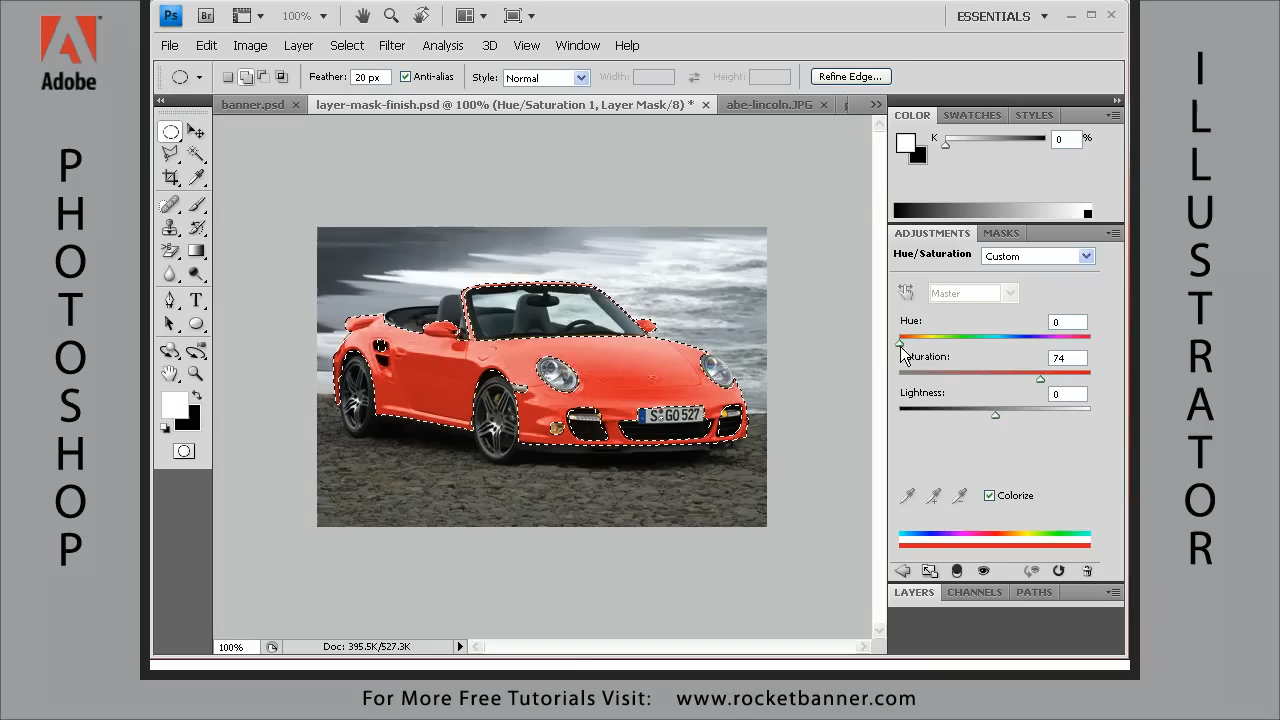 Adobe
PHOTOSHOP
Ps
Br
100%
ESSENTIALS
File Edit Image Layer Select Filter Analysis 3D View Window Help
Feather: 20 px Anti-alias Style: Normal Width: Height: Refine Edge...
banner.psd × layer-mask-finish.psd @ 100% (Hue/Saturation 1, Layer Mask/8) * × abe-lincoln.JPG ×
COLOR SWATCHES STYLES
K 0 %
ADJUSTMENTS MASKS
Hue/Saturation Custom
Master
Hue: 0
74
Lightness: 0
Colorize
LAYERS CHANNELS PATHS
S GO 527
T
100% Doc: 395.5K/527.3K
ILLUSTRATOR
For More Free Tutorials Visit: www.rocketbanner.com